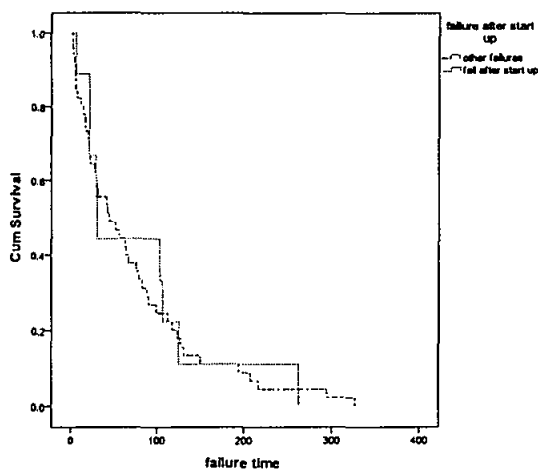 failure after start
up
other failures
fail after start up
Cum Survival
1.0
0.8
0.6
0.4
0.2
0.0
0
100
200
300
400
failure time